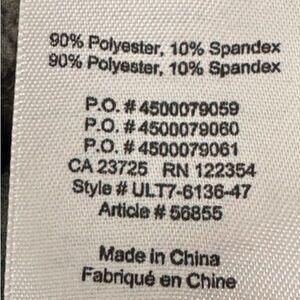 90% Polyester, 10% Spandex
90% Polyester, 10% Spandex
P.O. # 4500079059
P.O. # 4500079060
P.O. # 4500079061
CA 23725 RN 122354
Style # ULT7-6136-47
Article # 56855
Made in China
Fabriqué en Chine